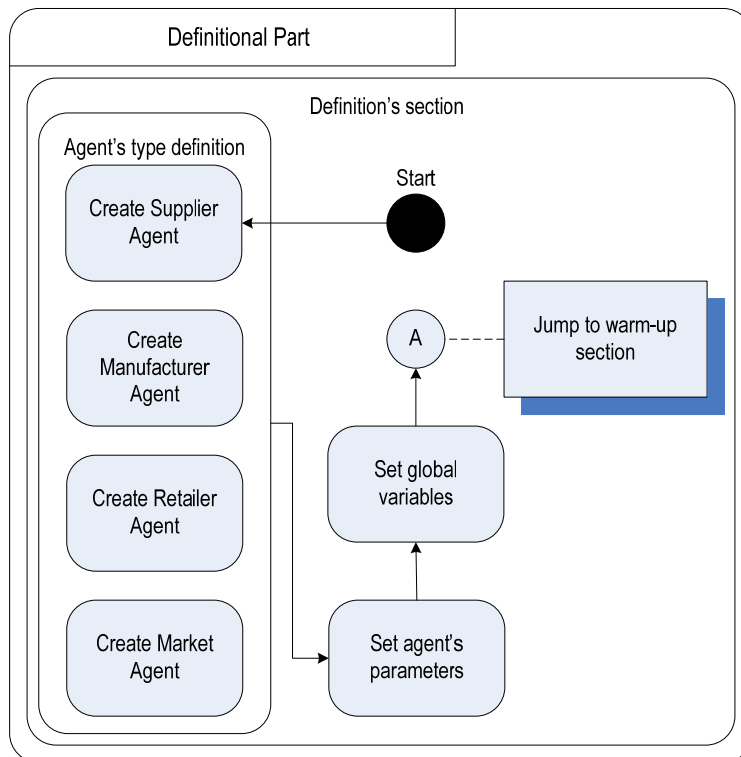 Definitional Part
Definition's section
Agent's type definition
Start
Create Supplier
Agent
Create
Manufacturer
Agent
A
Jump to warm-up
section
Set global
variables
Create Retailer
Agent
Create Market
Agent
Set agent's
parameters